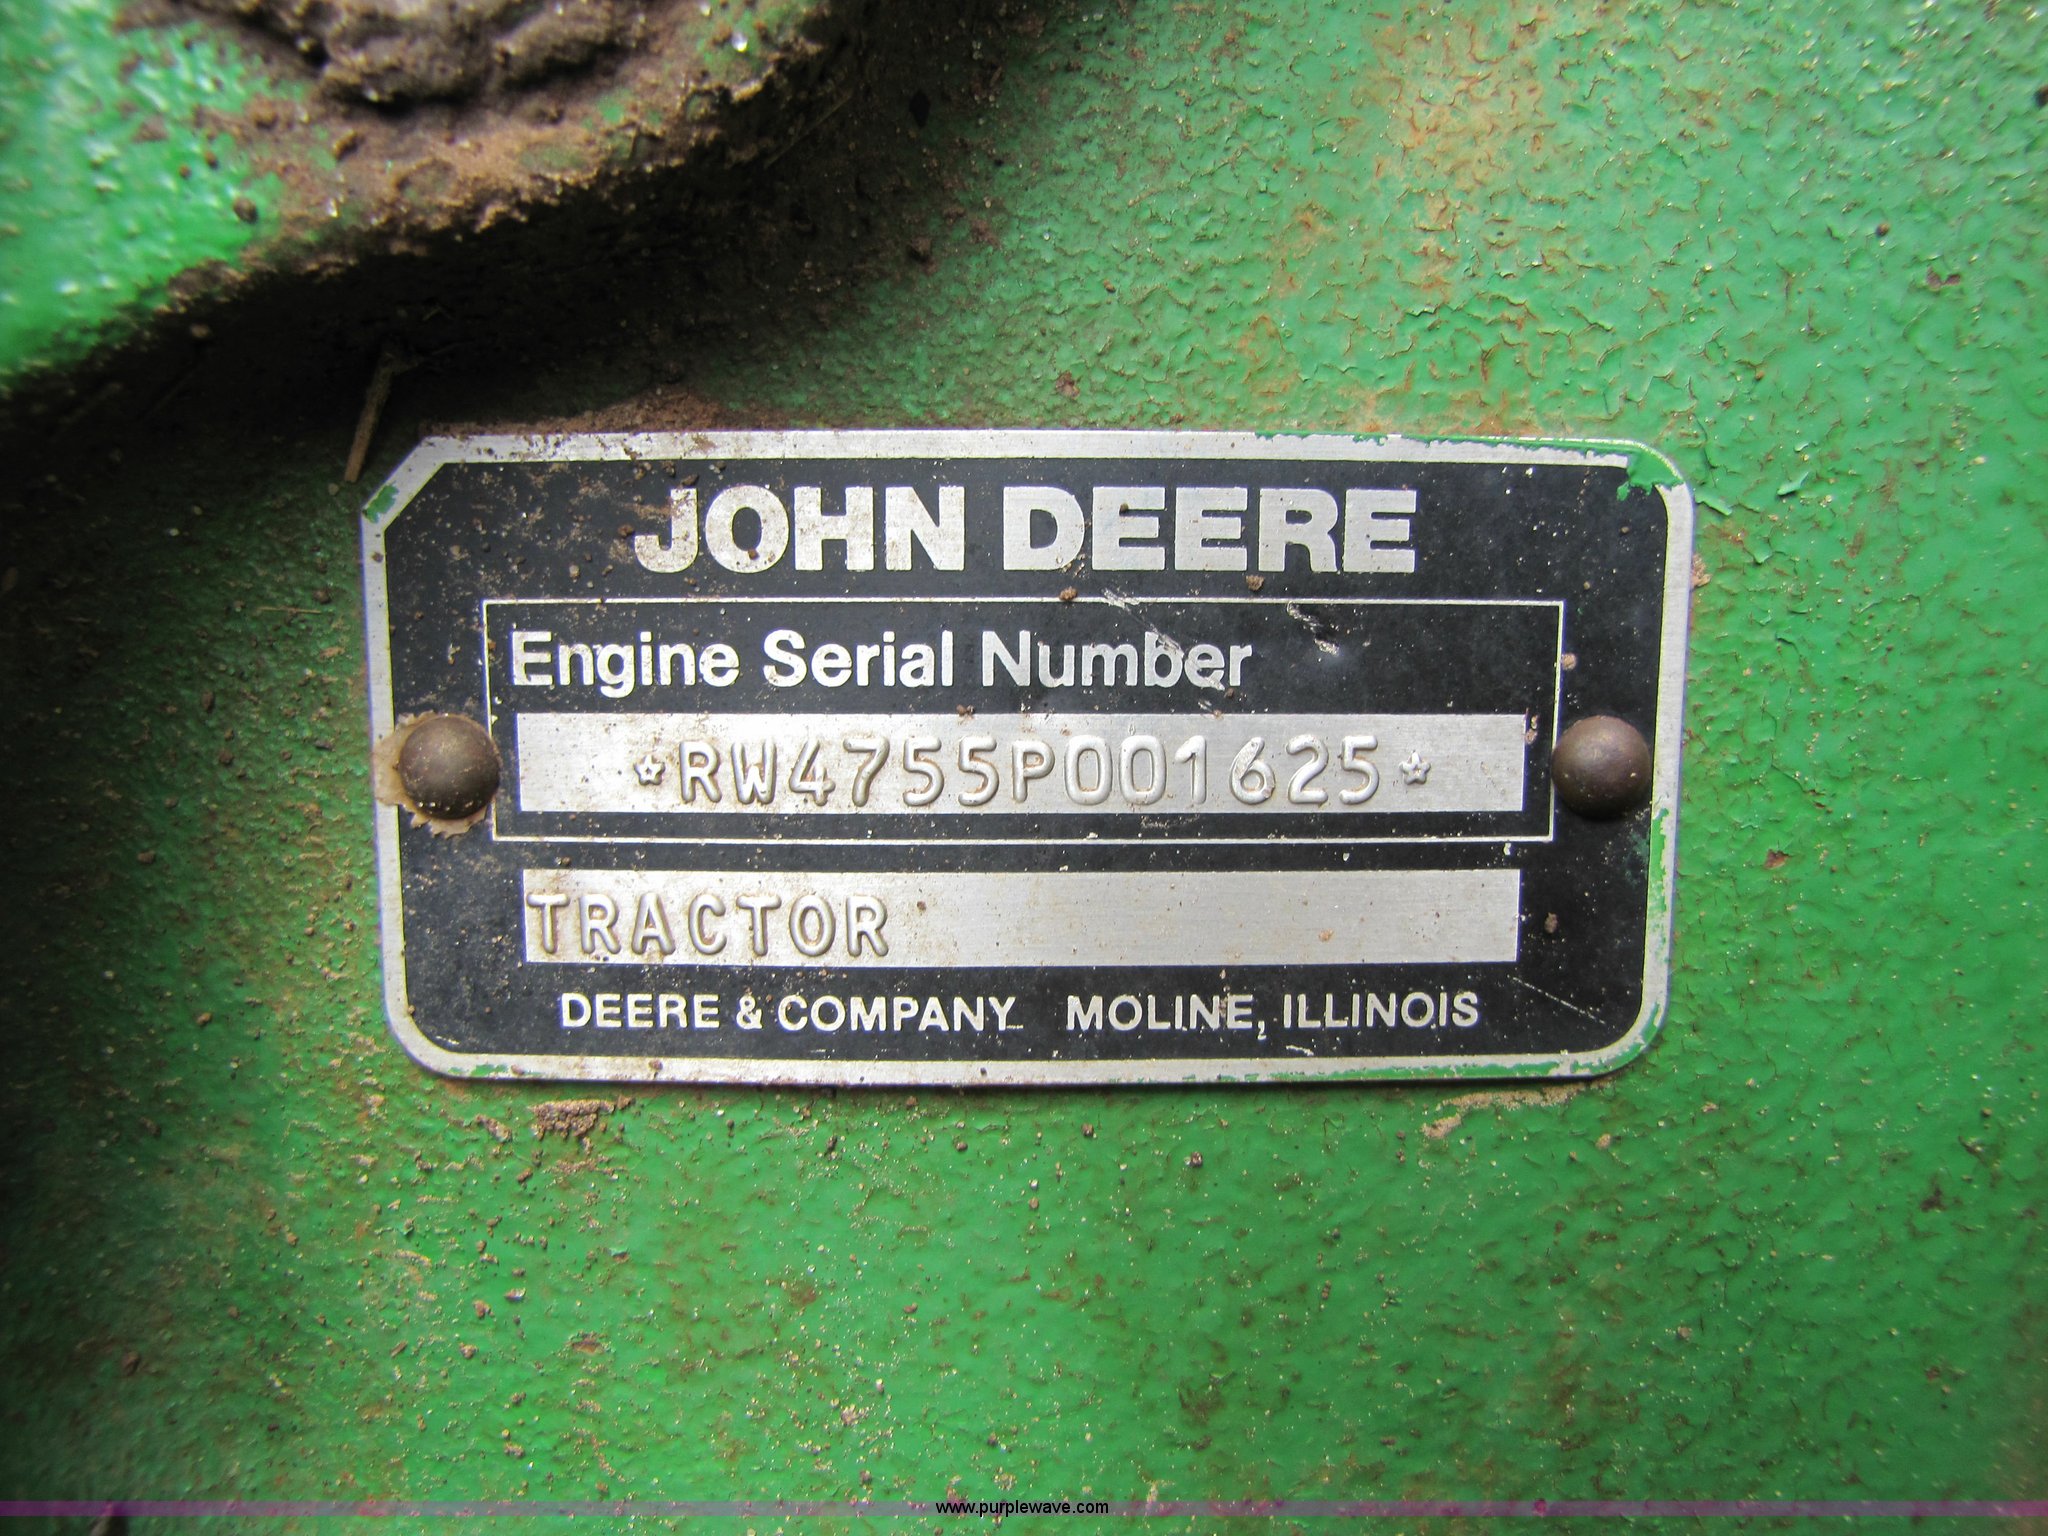 JOHN DEERE
Engine Serial Number
☆RW4755P001625☆
TRACTOR
DEERE & COMPANY MOLINE, ILLINOIS
www.purplewave.com